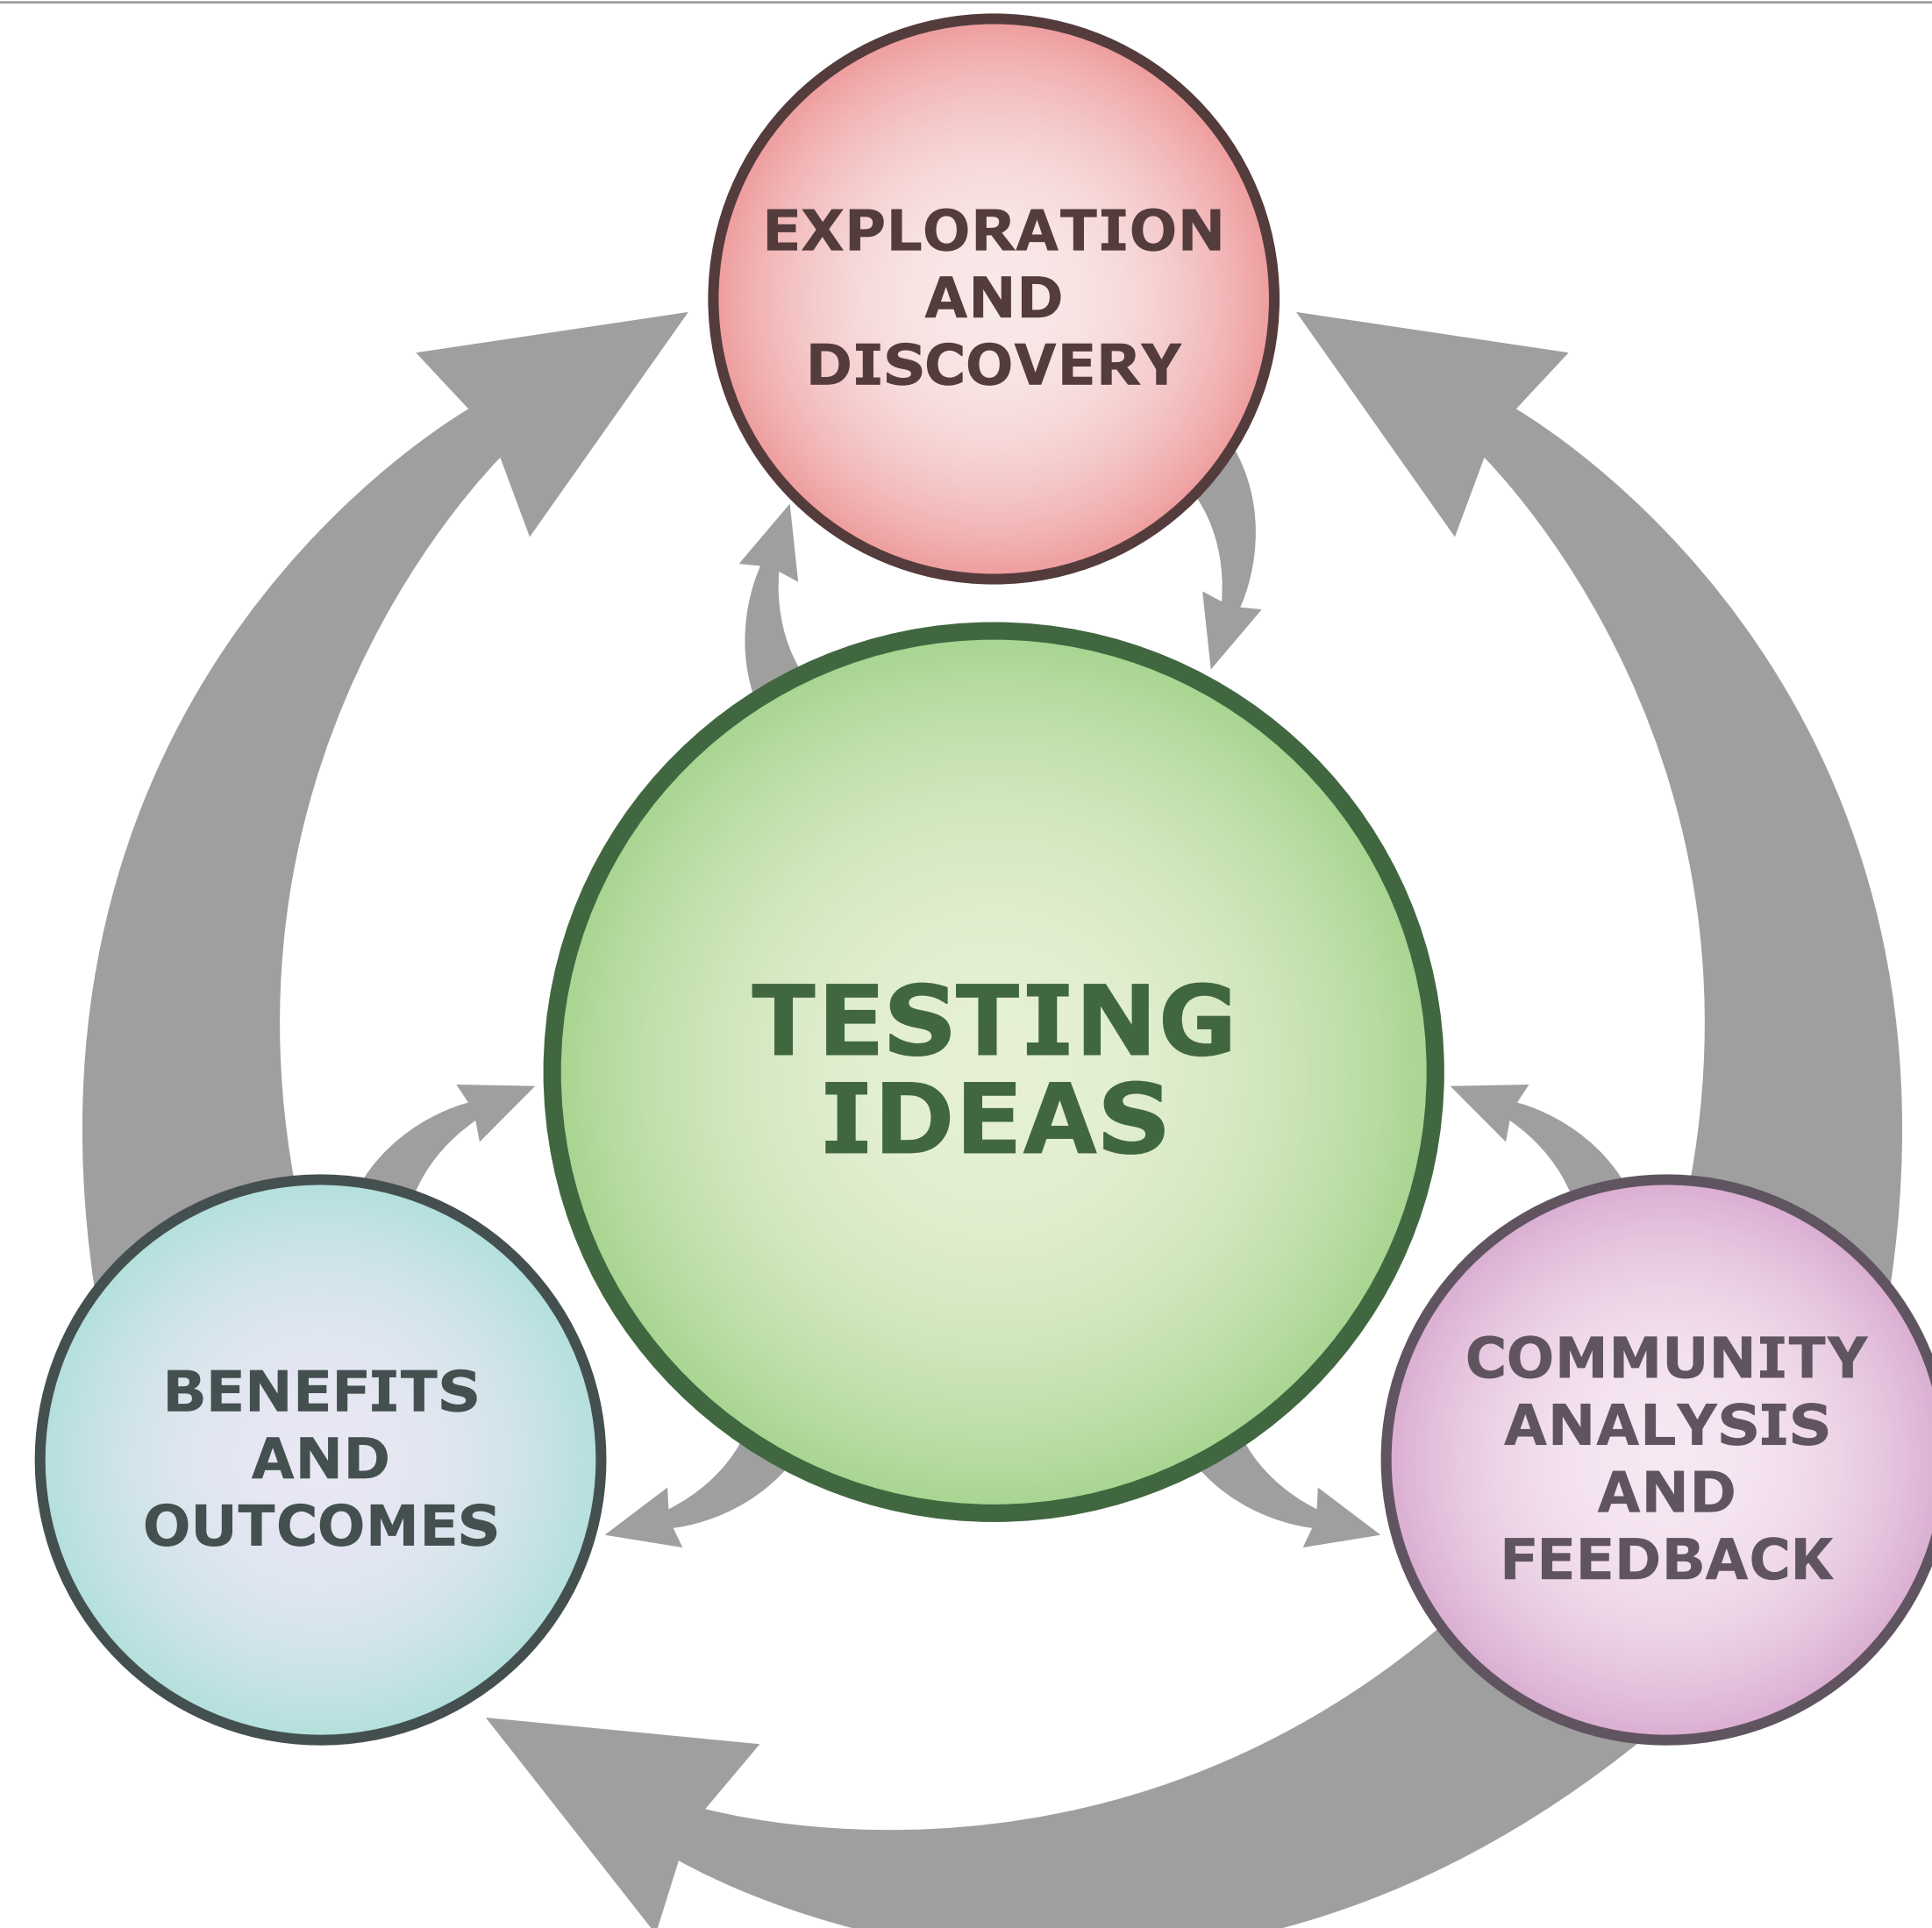 EXPLORATION
AND
DISCOVERY
TESTING
IDEAS
BENEFITS
AND
OUTCOMES
COMMUNITY
ANALYSIS
AND
FEEDBACK